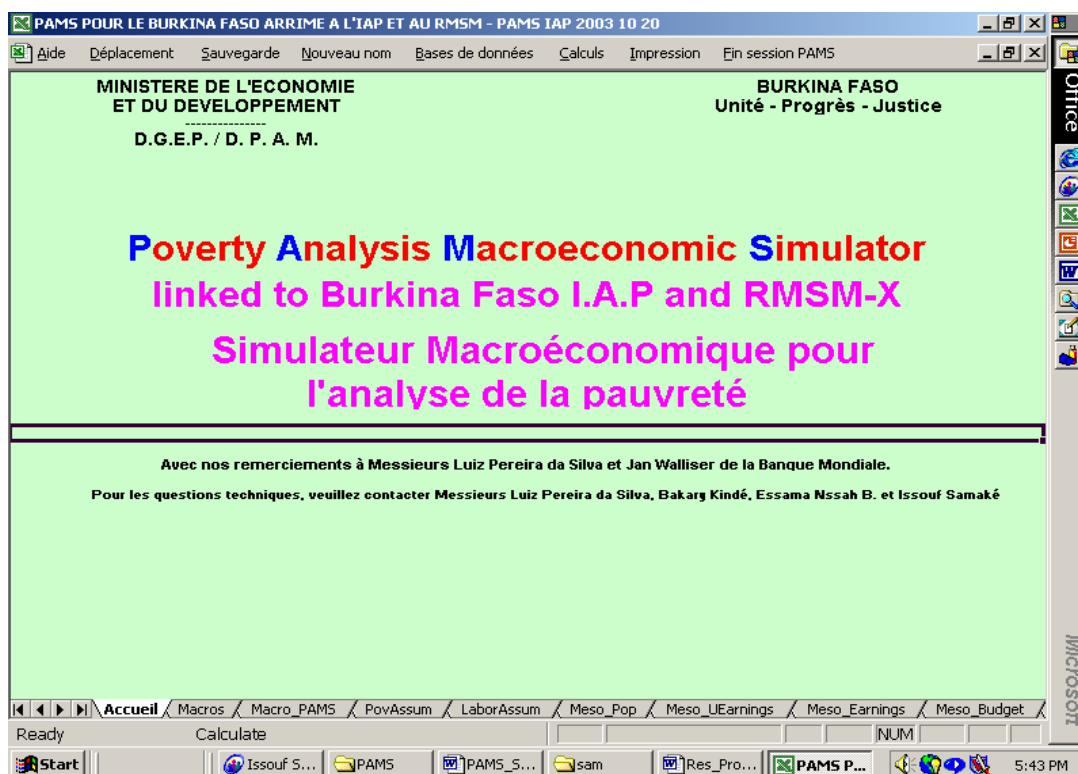 PAMS POUR LE BURKINA FASO ARRIME A L'IAP ET AU RMSM - PAMS IAP 2003 10 20
Aide Déplacement Sauvegarde Nouveau nom Bases de données Calculs Impression Fin session PAMS
Office
MINISTERE DE L'ECONOMIE
ET DU DEVELOPPEMENT
---------------
D.G.E.P. / D. P. A. M.
BURKINA FASO
Unité - Progrès - Justice
Poverty Analysis Macroeconomic Simulator
linked to Burkina Faso I.A.P and RMSM-X
Simulateur Macroéconomique pour
l'analyse de la pauvreté
Avec nos remerciements à Messieurs Luiz Pereira da Silva et Jan Walliser de la Banque Mondiale.
Pour les questions techniques, veuillez contacter Messieurs Luiz Pereira da Silva, Bakary Kindé, Essama Nssah B. et Issouf Samaké
Microsoft
Accueil Macros Macro_PAMS PovAssum LaborAssum Meso_Pop Meso_UEarnings Meso_Earnings Meso_Budget
Ready Calculate NUM
Start Issouf S... PAMS PAMS_S... sam Res_Pro... PAMS P... 5:43 PM